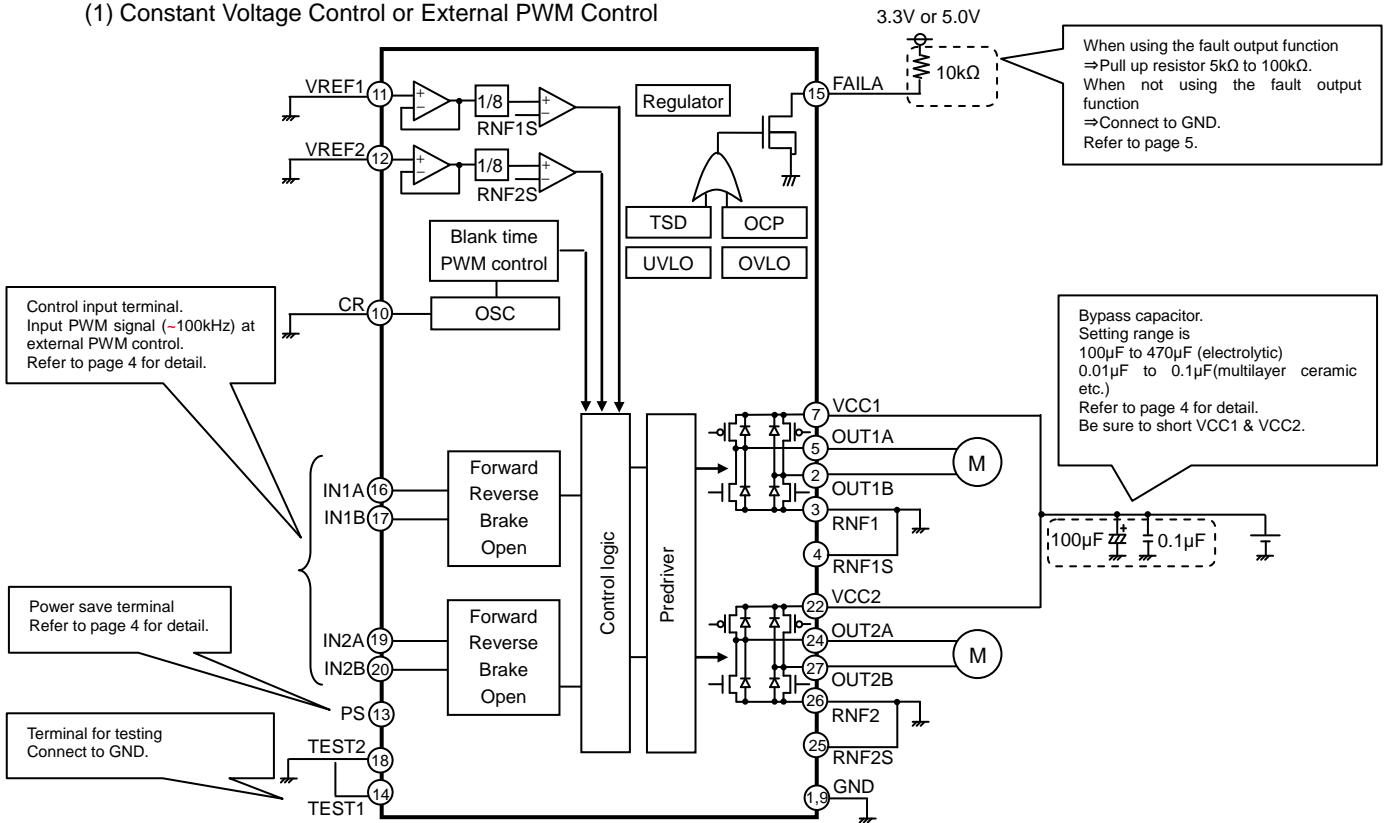 (1) Constant Voltage Control or External PWM Control
3.3V or 5.0V
10kΩ
When using the fault output function
⇒Pull up resistor 5kΩ to 100kΩ.
When not using the fault output
function
⇒Connect to GND.
Refer to page 5.
VREF1
11
+
−
1/8
RNF1S
+
−
Regulator
15
FAILA
VREF2
12
+
−
1/8
RNF2S
+
−
TSD
OCP
UVLO
OVLO
Blank time
PWM control
CR
10
OSC
Control input terminal.
Input PWM signal (~100kHz) at
external PWM control.
Refer to page 4 for detail.
Bypass capacitor.
Setting range is
100µF to 470µF (electrolytic)
0.01µF to 0.1µF(multilayer ceramic
etc.)
Refer to page 4 for detail.
Be sure to short VCC1 & VCC2.
7
VCC1
5
OUT1A
M
2
OUT1B
3
RNF1
4
RNF1S
IN1A
16
IN1B
17
Forward
Reverse
Brake
Open
Control logic
Predriver
100µF
+
0.1µF
Power save terminal
Refer to page 4 for detail.
22
VCC2
24
OUT2A
M
27
OUT2B
26
RNF2
25
RNF2S
IN2A
19
IN2B
20
Forward
Reverse
Brake
Open
PS
13
Terminal for testing
Connect to GND.
TEST2
18
14
TEST1
1,9
GND